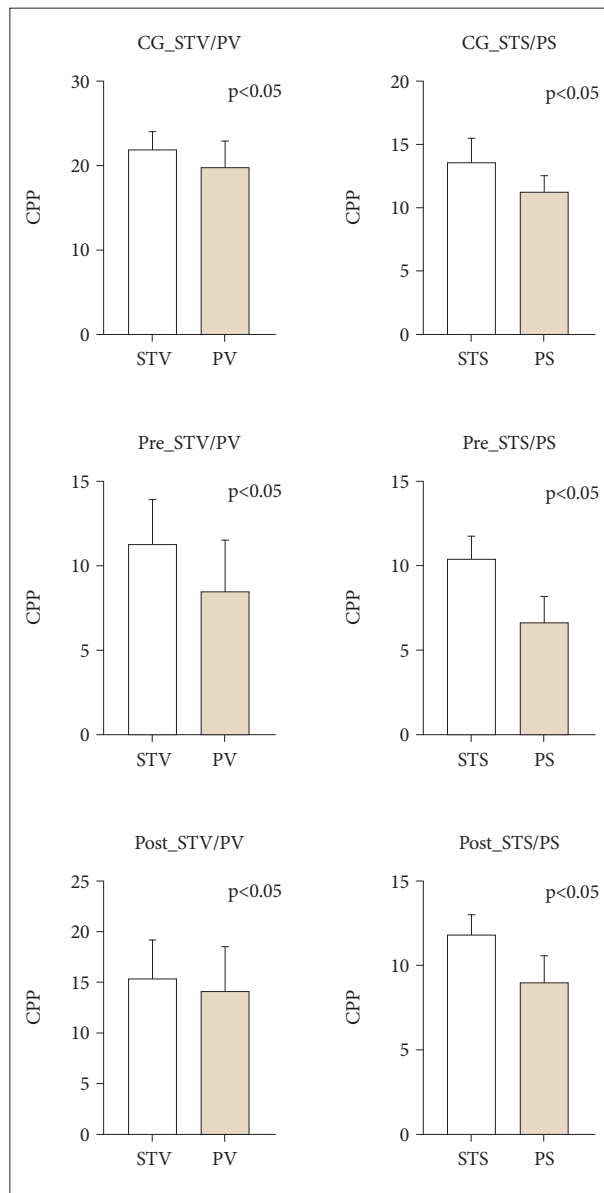 CG_STV/PV
30
p<0.05
20
CPP
10
0
STV PV
CG_STS/PS
20
p<0.05
15
CPP
10
5
0
STS PS
Pre_STV/PV
15
p<0.05
10
CPP
5
0
STV PV
Pre_STS/PS
15
p<0.05
10
CPP
5
0
STS PS
Post_STV/PV
25
p<0.05
20
15
CPP
10
5
0
STV PV
Post_STS/PS
15
p<0.05
10
CPP
5
0
STS PS